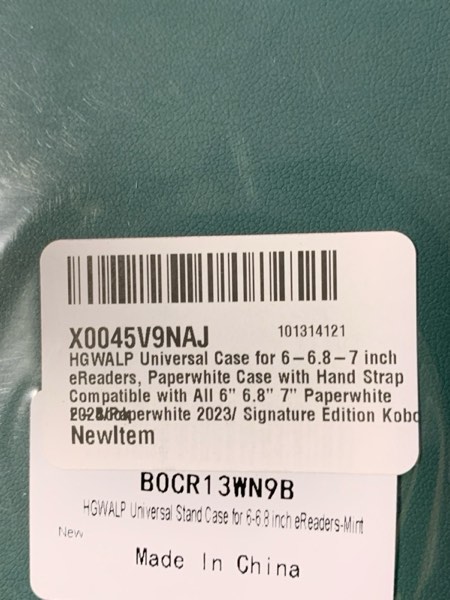 X0045V9NAJ 101314121
HGWALP Universal Case for 6–6.8–7 inch
eReaders, Paperwhite Case with Hand Strap
Compatible with All 6" 6.8" 7" Paperwhite
Paperwhite 2023/ Signature Edition Kobo
NewItem
B0CR13WN9B
HGWALP Universal Stand Case for 6-6.8 inch eReaders-Mint
New
Made In China